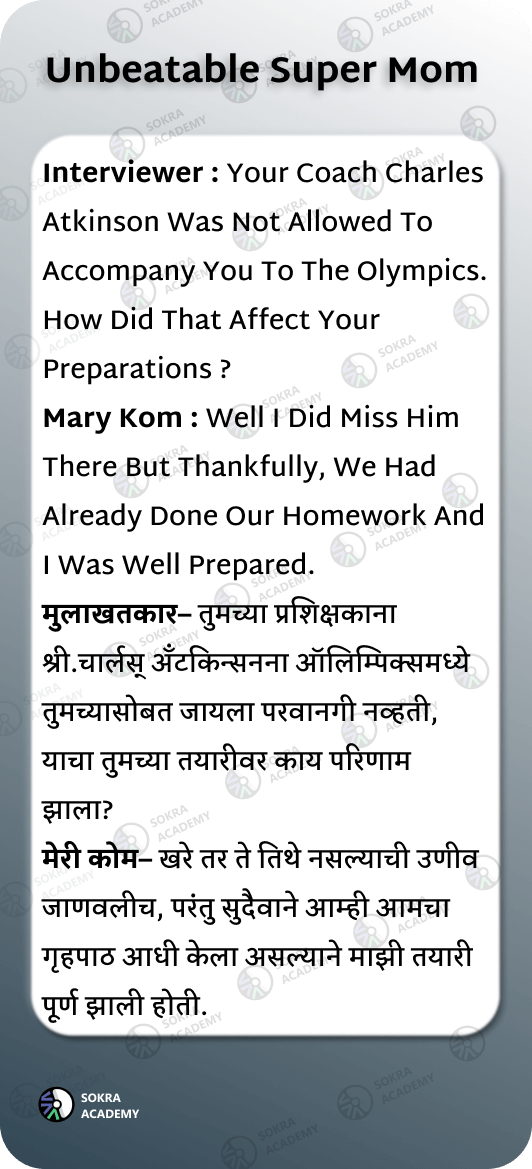 Unbeatable Super Mom
Interviewer : Your Coach Charles
Atkinson Was Not Allowed To
Accompany You To The Olympics.
How Did That Affect Your
Preparations ?
Mary Kom : Well I Did Miss Him
There But Thankfully, We Had
Already Done Our Homework And
I Was Well Prepared.
मुलाखतकार– तुमच्या प्रशिक्षकाना
श्री.चार्लस् अँटकिन्सनना ऑलिम्पिक्समध्ये
तुमच्यासोबत जायला परवानगी नव्हती,
याचा तुमच्या तयारीवर काय परिणाम
झाला?
मेरी कोम– खरे तर ते तिथे नसल्याची उणीव
जाणवलीच, परंतु सुदैवाने आम्ही आमचा
गृहपाठ आधी केला असल्याने माझी तयारी
पूर्ण झाली होती.
SOKRA
ACADEMY